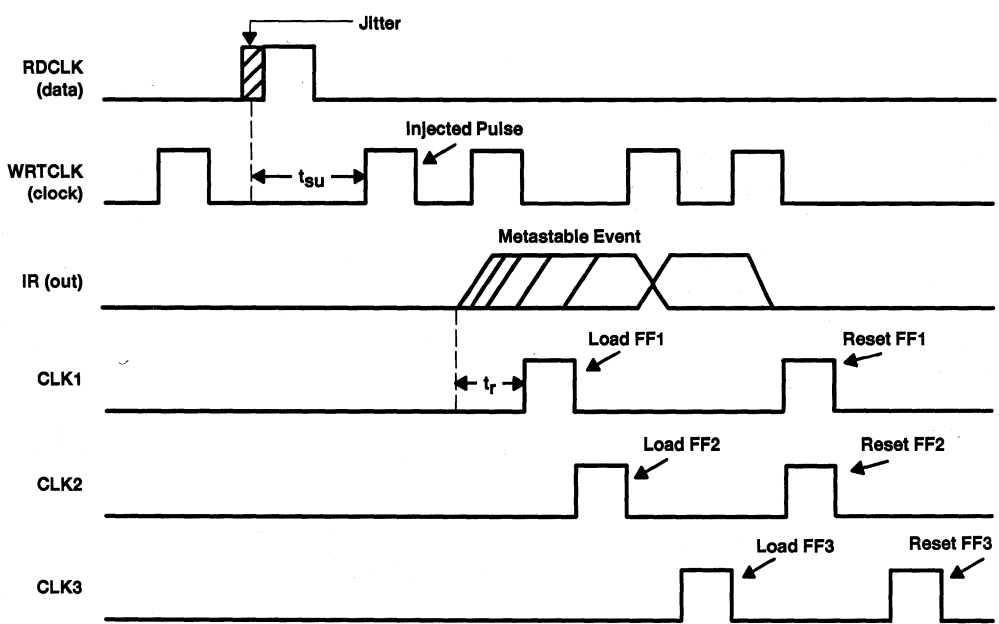 Jitter
RDCLK
(data)
Injected Pulse
WRTCLK
(clock)
tsu
Metastable Event
IR (out)
Load FF1
Reset FF1
CLK1
tr
Load FF2
Reset FF2
CLK2
Load FF3
Reset FF3
CLK3